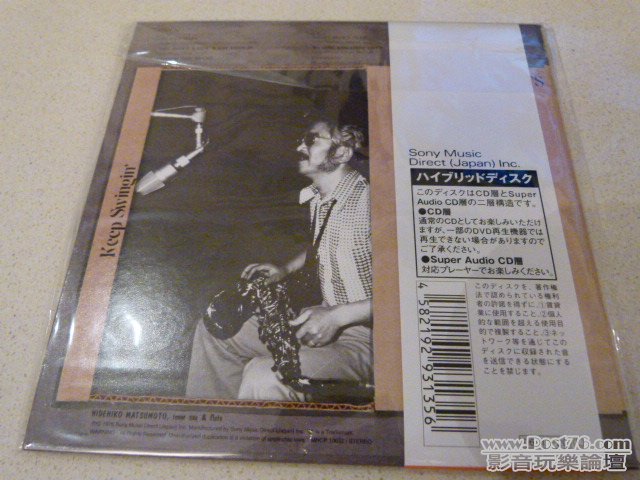 Keep Swingin'
HIDEHIKO MATSUMOTO, tenor sax & flute
Sony Music
Direct (Japan) Inc.
ハイブリッドディスク
このディスクはCD層とSuper
Audio CD層の二層構造です。
●CD層
通常のCDとしてお楽しみいただけ
ますが、一部のDVD再生機器では
再生できない場合がありますので
ご了承ください。
●Super Audio CD層
対応プレーヤーでお楽しみください。
このディスクを、著作権
法で認められている権利
者の許諾を得ずに、①賃貸
業に使用すること、②個人
的な範囲を超える使用目
的で複製すること、③ネッ
トワーク等を通じてこの
ディスクに収録された音
を送信できる状態にする
ことを禁じます。
4582192931356
www.Post76.com
影音玩樂論壇